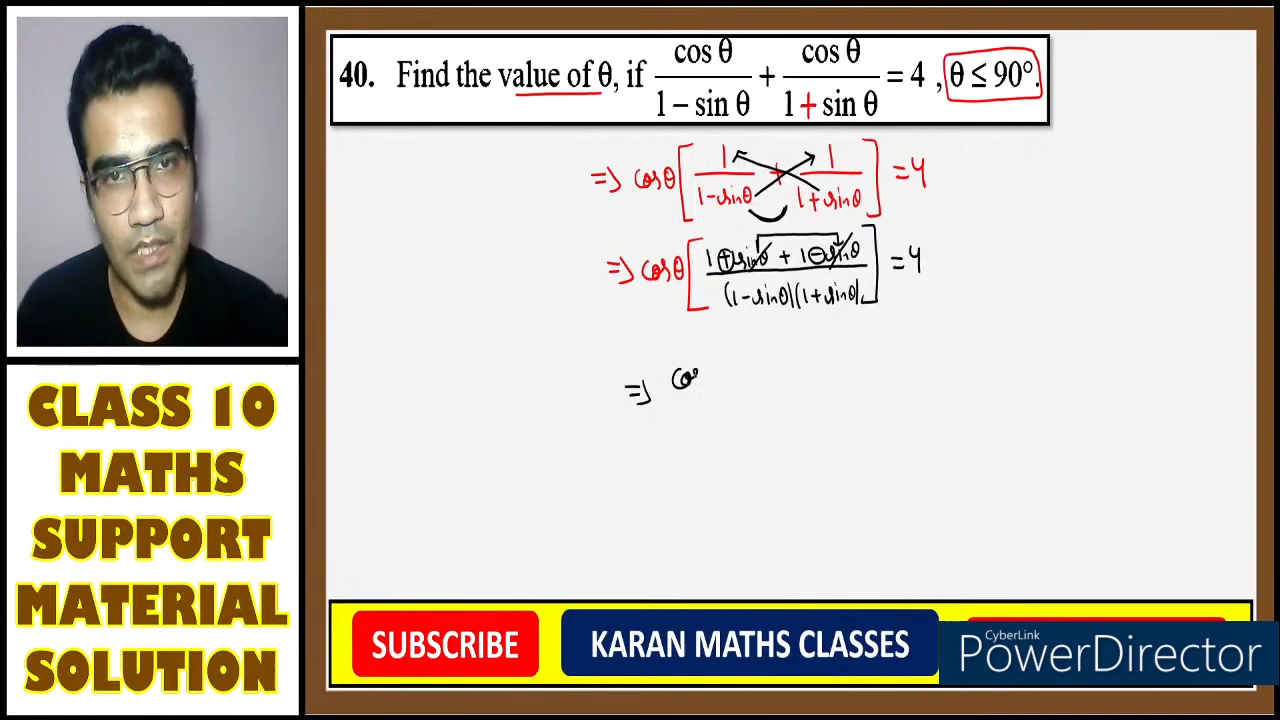 40. Find the value of θ, if cos θ / (1 − sin θ) + cos θ / (1 + sin θ) = 4 , θ ≤ 90°.
⇒ cosθ [ 1 / (1-sinθ) + 1 / (1+sinθ) ] = 4
⇒ cosθ [ (1+sinθ + 1-sinθ) / (1-sinθ)(1+sinθ) ] = 4
⇒ cos
CLASS 10
MATHS
SUPPORT
MATERIAL
SOLUTION
SUBSCRIBE
KARAN MATHS CLASSES
CyberLink
PowerDirector